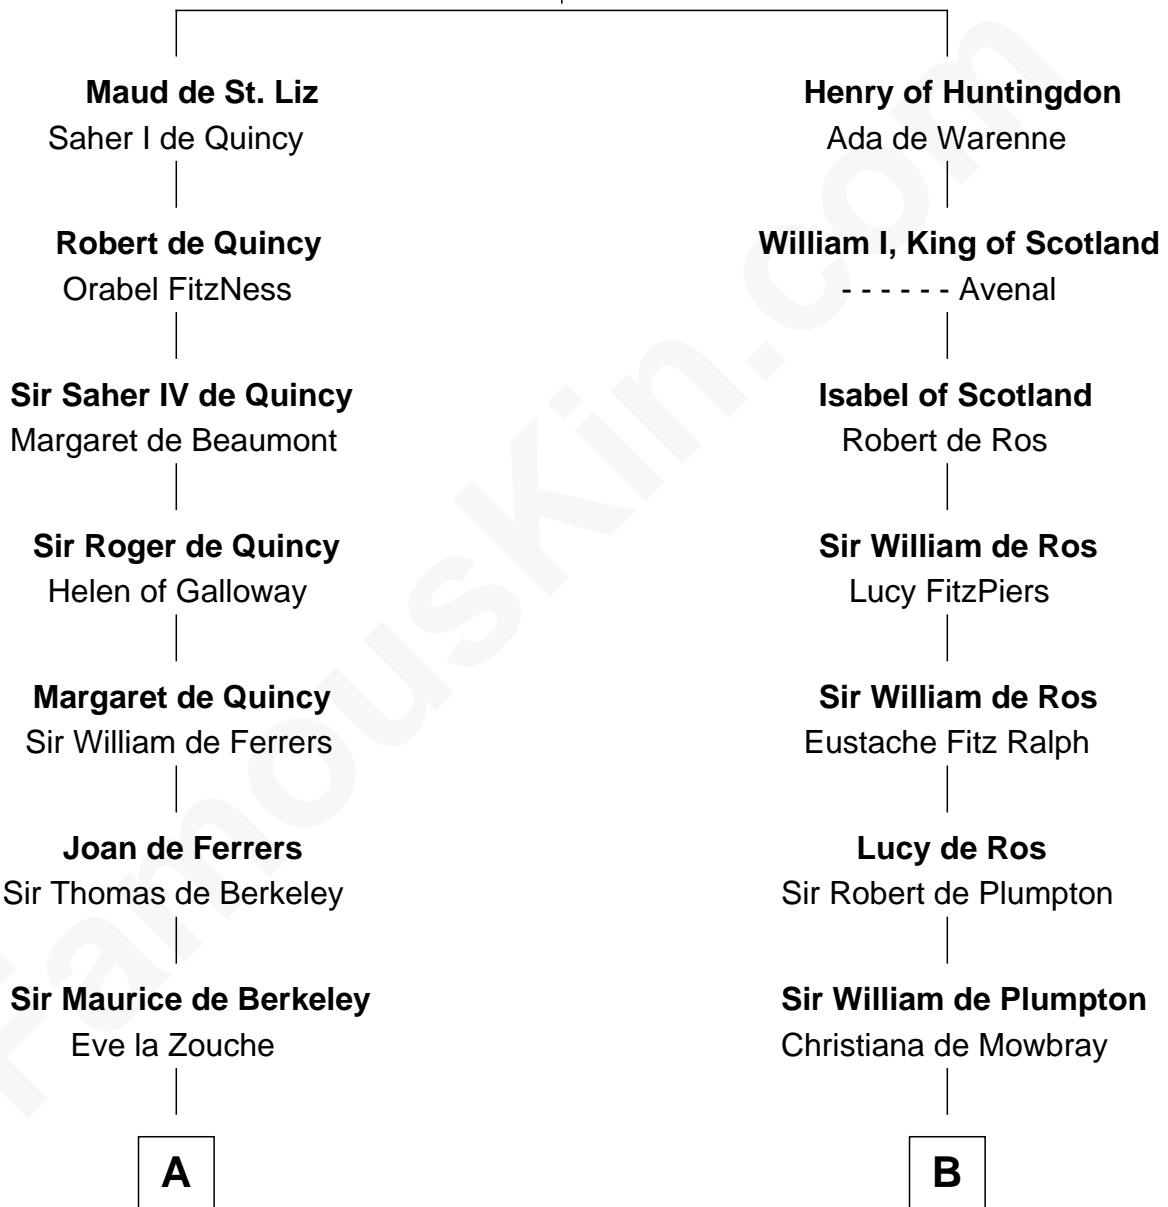 Maud de St. Liz
Saher I de Quincy
Robert de Quincy
Orabel FitzNess
Sir Saher IV de Quincy
Margaret de Beaumont
Sir Roger de Quincy
Helen of Galloway
Margaret de Quincy
Sir William de Ferrers
Joan de Ferrers
Sir Thomas de Berkeley
Sir Maurice de Berkeley
Eve la Zouche
A
Henry of Huntingdon
Ada de Warenne
William I, King of Scotland
- - - - - - Avenal
Isabel of Scotland
Robert de Ros
Sir William de Ros
Lucy FitzPiers
Sir William de Ros
Eustache Fitz Ralph
Lucy de Ros
Sir Robert de Plumpton
Sir William de Plumpton
Christiana de Mowbray
B
FamousKin.com